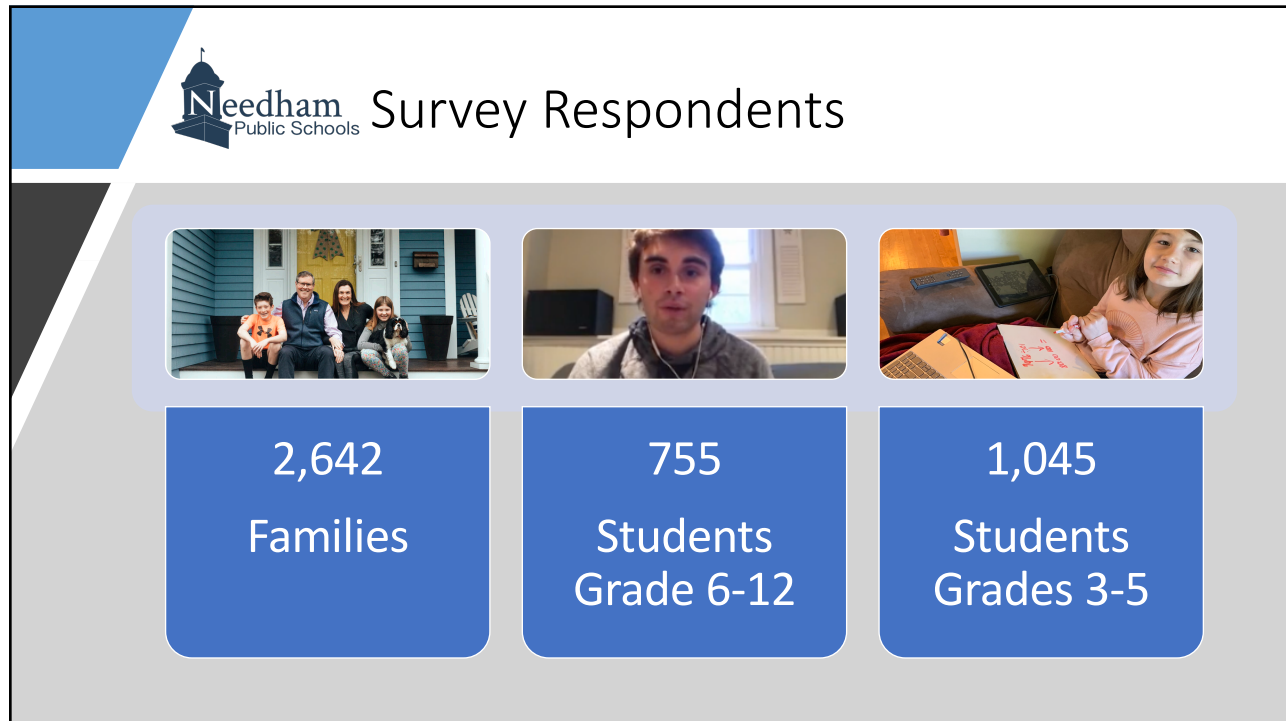 Needham
Public Schools
Survey Respondents
2,642
Families
755
Students
Grade 6-12
1,045
Students
Grades 3-5